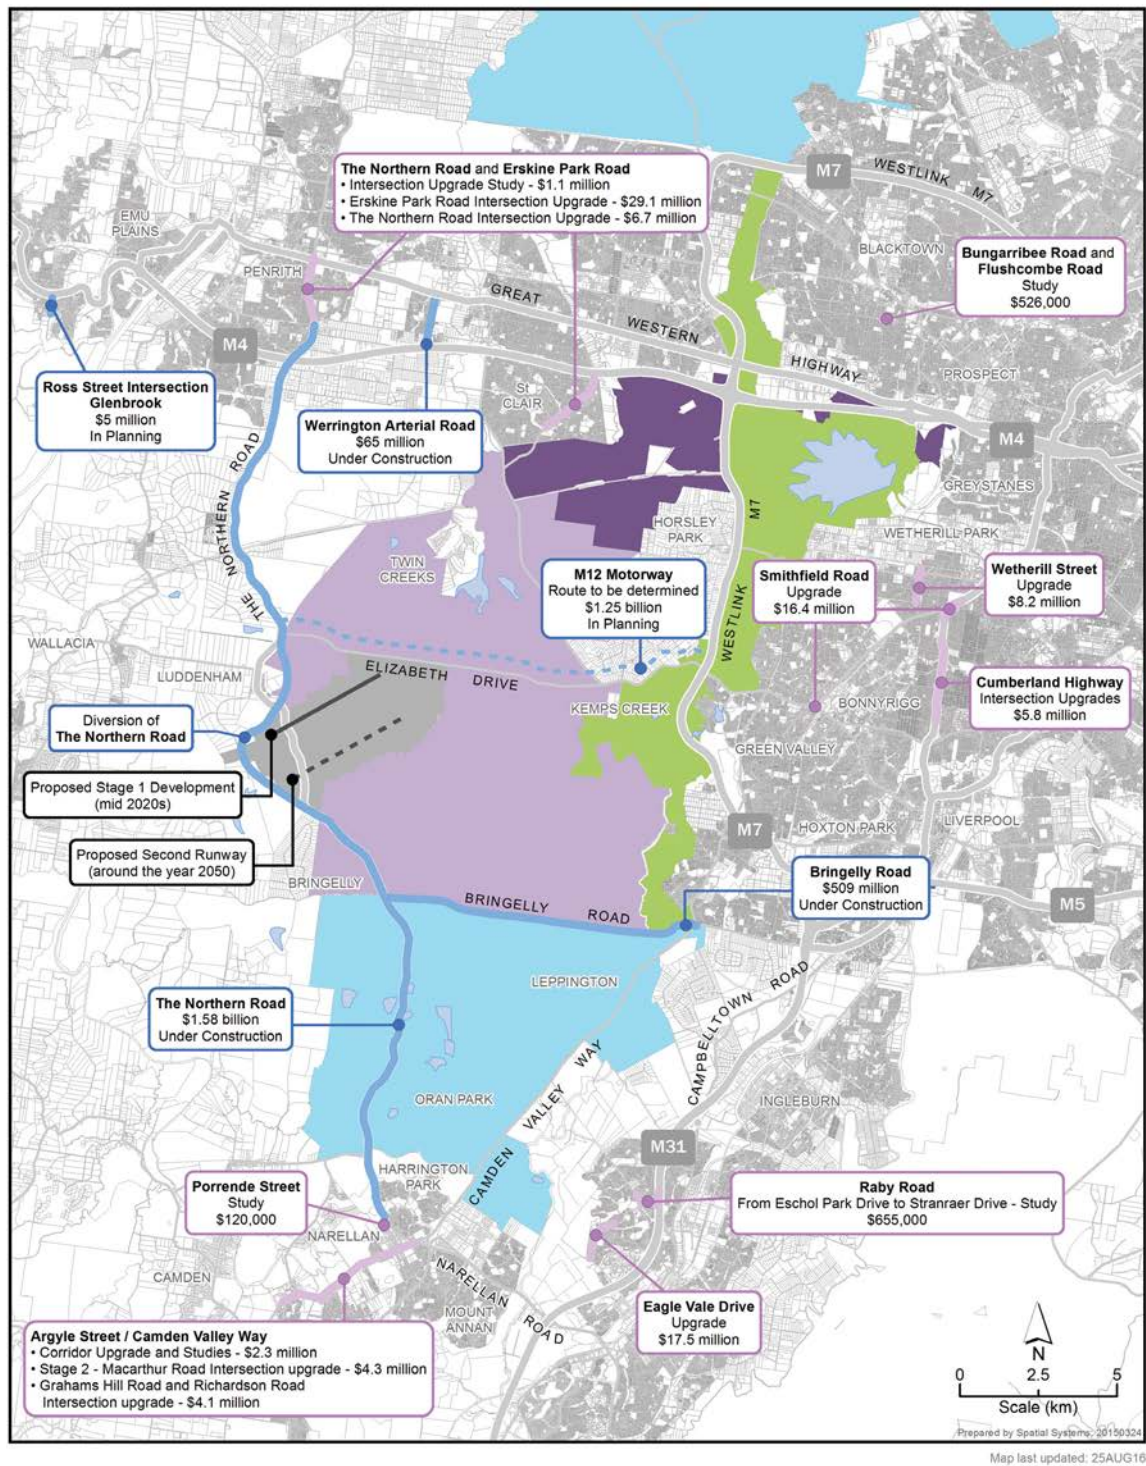 The Northern Road and Erskine Park Road
• Intersection Upgrade Study - $1.1 million
• Erskine Park Road Intersection Upgrade - $29.1 million
• The Northern Road Intersection Upgrade - $6.7 million
M7
WESTLINK M7
EMU
PLAINS
BLACKTOWN
Bungarribee Road and
Flushcombe Road
Study
$526,000
PENRITH
GREAT WESTERN HIGHWAY
M4
PROSPECT
Ross Street Intersection
Glenbrook
$5 million
In Planning
St
CLAIR
Werrington Arterial Road
$65 million
Under Construction
M4
THE NORTHERN ROAD
GREYSTANES
HORSLEY
PARK
M7
WETHERILL PARK
TWIN
CREEKS
M12 Motorway
Route to be determined
$1.25 billion
In Planning
Smithfield Road
Upgrade
$16.4 million
Wetherill Street
Upgrade
$8.2 million
WESTLINK
WALLACIA
LUDDENHAM
ELIZABETH DRIVE
KEMPS CREEK
BONNYRIGG
Cumberland Highway
Intersection Upgrades
$5.8 million
Diversion of
The Northern Road
GREEN VALLEY
Proposed Stage 1 Development
(mid 2020s)
M7
HOXTON PARK
LIVERPOOL
Proposed Second Runway
(around the year 2050)
BRINGELLY
BRINGELLY ROAD
Bringelly Road
$509 million
Under Construction
M5
LEPPINGTON
The Northern Road
$1.58 billion
Under Construction
CAMPBELLTOWN ROAD
ORAN PARK
CAMDEN VALLEY WAY
INGLEBURN
M31
HARRINGTON
PARK
Porrende Street
Study
$120,000
Raby Road
From Eschol Park Drive to Stranraer Drive - Study
$655,000
NARELLAN
CAMDEN
NARELLAN ROAD
MOUNT
ANNAN
Eagle Vale Drive
Upgrade
$17.5 million
Argyle Street / Camden Valley Way
• Corridor Upgrade and Studies - $2.3 million
• Stage 2 - Macarthur Road Intersection upgrade - $4.3 million
• Grahams Hill Road and Richardson Road
Intersection upgrade - $4.1 million
N
0 2.5 5
Scale (km)
Prepared by Spatial Systems, 20150324
Map last updated: 25AUG16